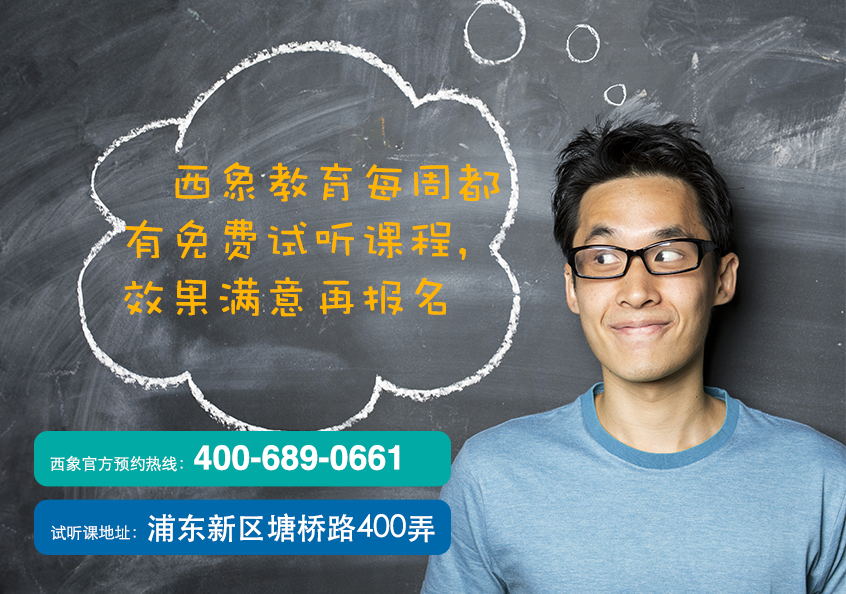 西象教育每周都
有免费试听课程，
效果满意再报名
西象官方预约热线：400-689-0661
试听课地址：浦东新区塘桥路400弄